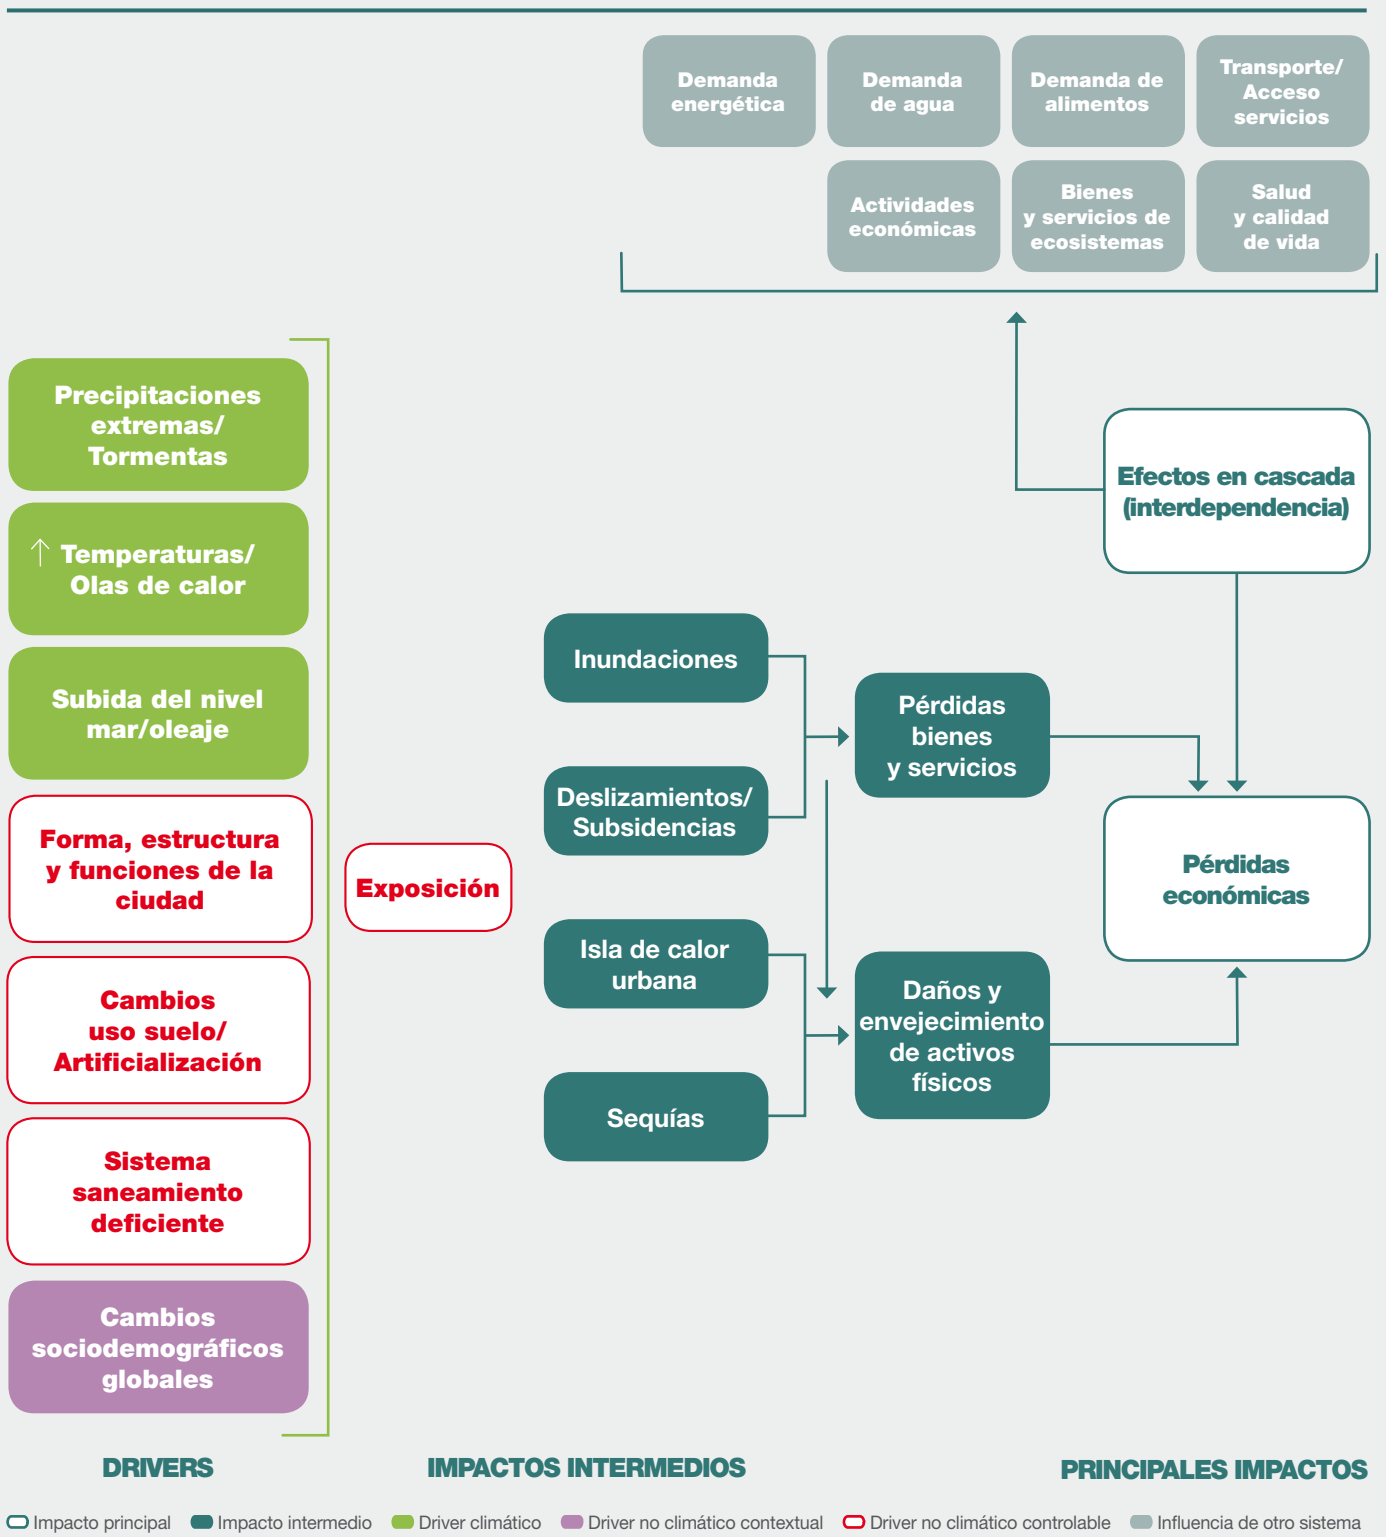 Demanda
energética
Demanda
de agua
Demanda de
alimentos
Transporte/
Acceso
servicios
Actividades
económicas
Bienes
y servicios de
ecosistemas
Salud
y calidad
de vida
Precipitaciones
extremas/
Tormentas
↑ Temperaturas/
Olas de calor
Subida del nivel
mar/oleaje
Forma, estructura
y funciones de la
ciudad
Cambios
uso suelo/
Artificialización
Sistema
saneamiento
deficiente
Cambios
sociodemográficos
globales
Exposición
Inundaciones
Deslizamientos/
Subsidencias
Isla de calor
urbana
Sequías
Pérdidas
bienes
y servicios
Daños y
envejecimiento
de activos
físicos
Efectos en cascada
(interdependencia)
Pérdidas
económicas
DRIVERS
IMPACTOS INTERMEDIOS
PRINCIPALES IMPACTOS
Impacto principal
Impacto intermedio
Driver climático
Driver no climático contextual
Driver no climático controlable
Influencia de otro sistema